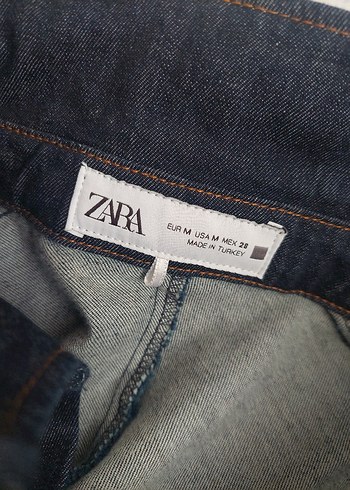 ZARA
EUR M USA M MEX 28
MADE IN TURKEY